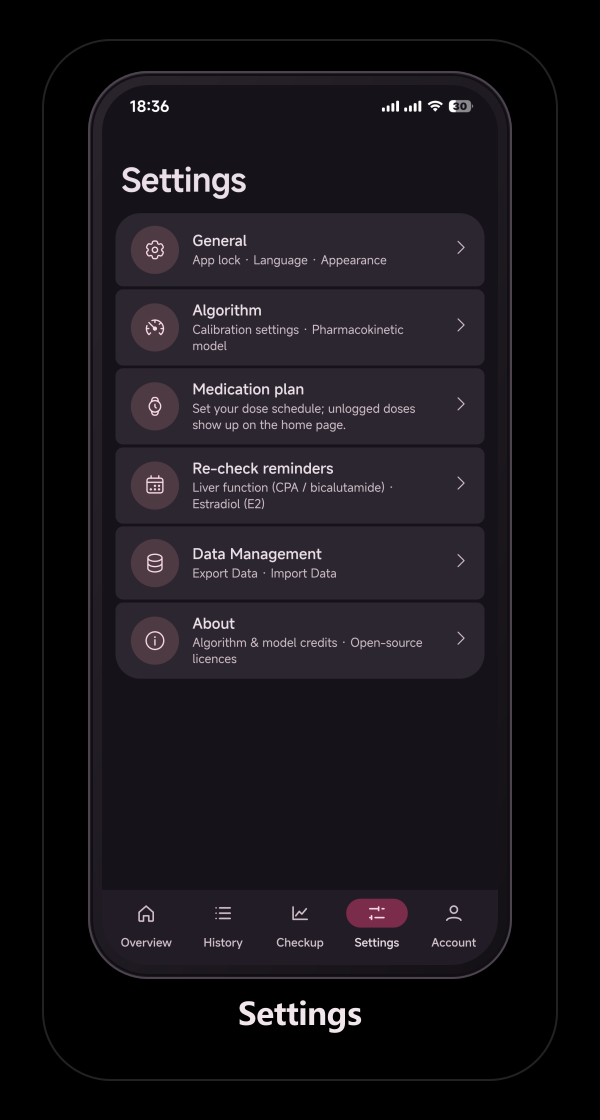 18:36
30
Settings
General
App lock · Language · Appearance
Algorithm
Calibration settings · Pharmacokinetic
model
Medication plan
Set your dose schedule; unlogged doses
show up on the home page.
Re-check reminders
Liver function (CPA / bicalutamide) ·
Estradiol (E2)
Data Management
Export Data · Import Data
About
Algorithm & model credits · Open-source
licences
Overview
History
Checkup
Settings
Account
Settings